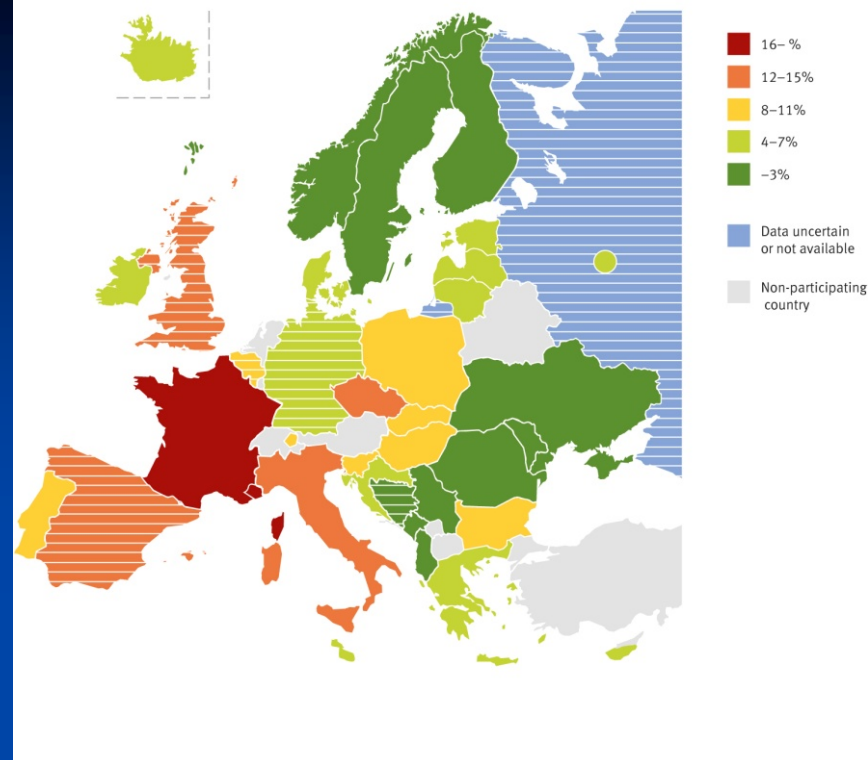 16– %
12–15%
8–11%
4–7%
–3%
Data uncertain
or not available
Non-participating
country